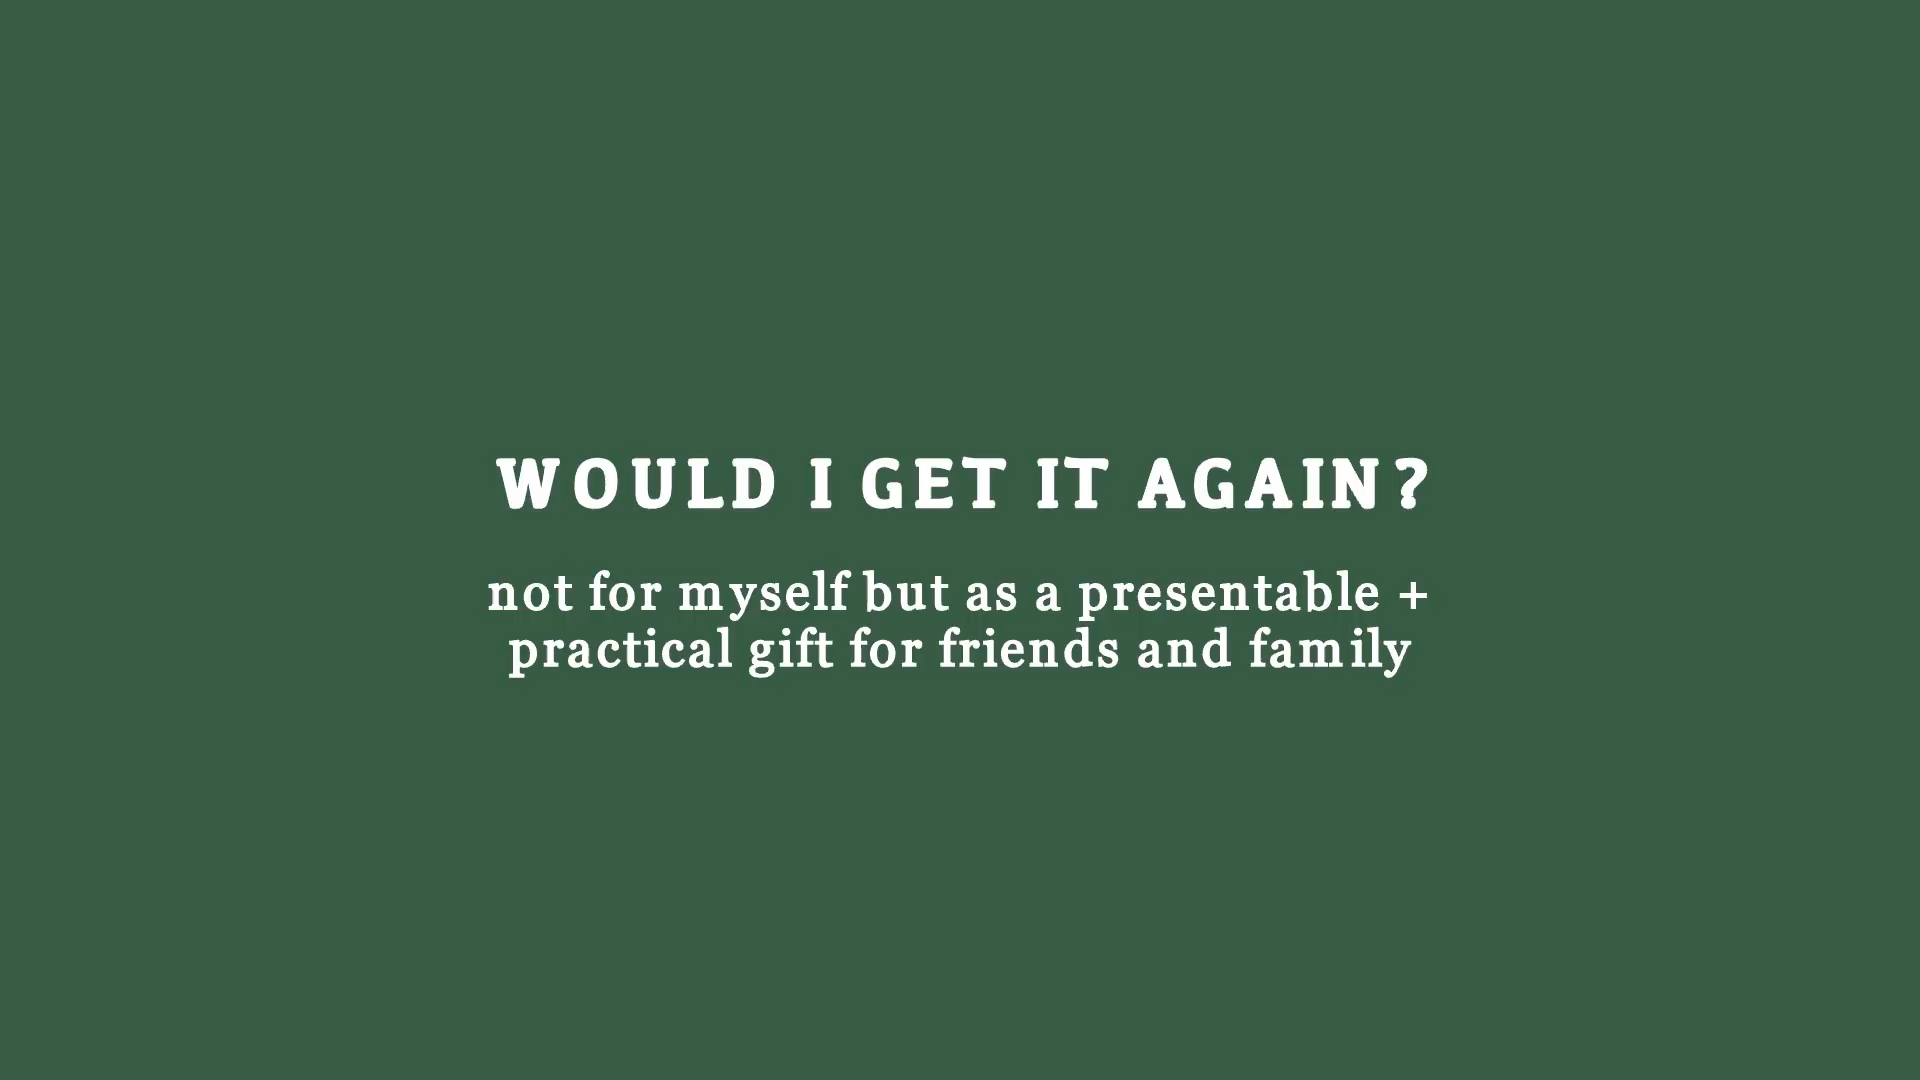 WOULD I GET IT AGAIN?
not for myself but as a presentable +
practical gift for friends and family